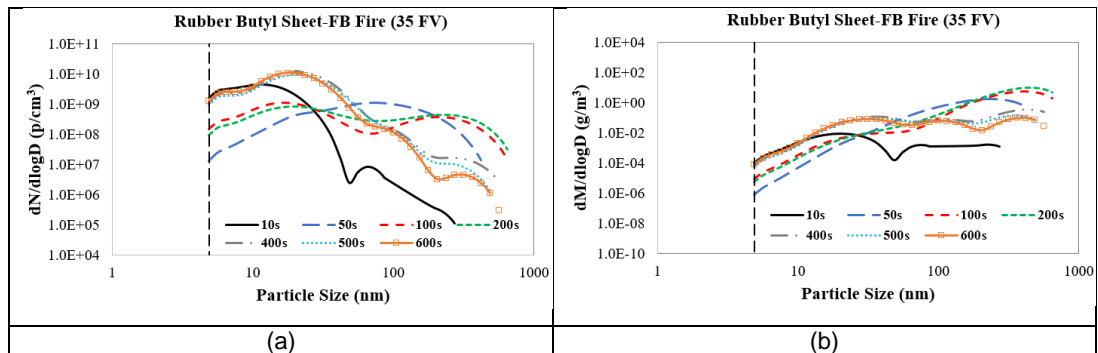 Rubber Butyl Sheet-FB Fire (35 FV)
dN/dlogD (p/cm³)
1.0E+11
1.0E+10
1.0E+09
1.0E+08
1.0E+07
1.0E+06
1.0E+05
1.0E+04
10s 50s 100s 200s
400s 500s 600s
1 10 100 1000
Particle Size (nm)
(a)
Rubber Butyl Sheet-FB Fire (35 FV)
dM/dlogD (g/cm³)
1.0E+04
1.0E+02
1.0E+00
1.0E-02
1.0E-04
1.0E-06
1.0E-08
1.0E-10
10s 50s 100s 200s
400s 500s 600s
1 10 100 1000
Particle Size (nm)
(b)